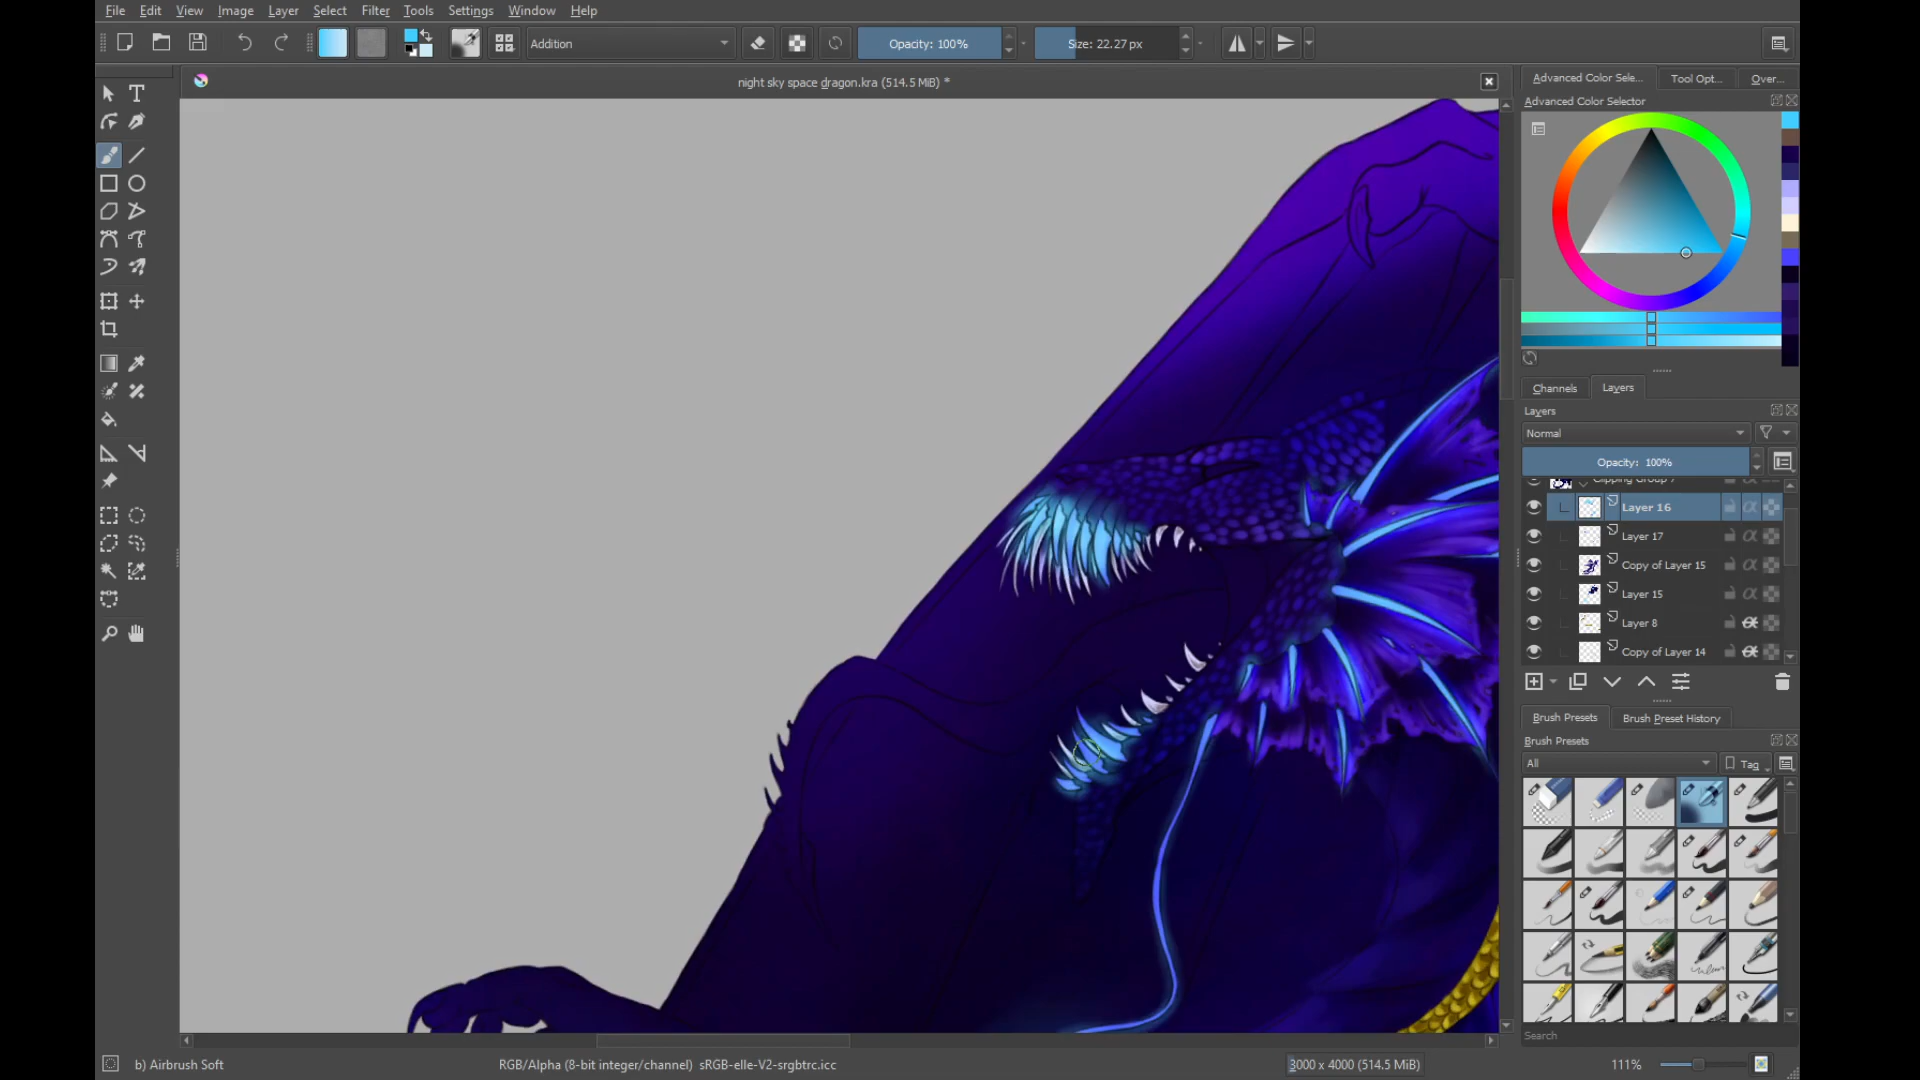 File Edit View Image Layer Select Filter Tools Settings Window Help
Addition Opacity: 100% Size: 22.27 px
night sky space dragon.kra (514.5 MiB) *
Advanced Color Sele... Tool Opt... Over...
Advanced Color Selector
Channels Layers
Layers
Normal
Opacity: 100%
Clipping Group 7
Layer 16
Layer 17
Copy of Layer 15
Layer 15
Layer 8
Copy of Layer 14
Brush Presets Brush Preset History
Brush Presets
All Tag
Search
b) Airbrush Soft RGB/Alpha (8-bit integer/channel) sRGB-elle-V2-srgbtrc.icc 3000 x 4000 (514.5 MiB) 111%